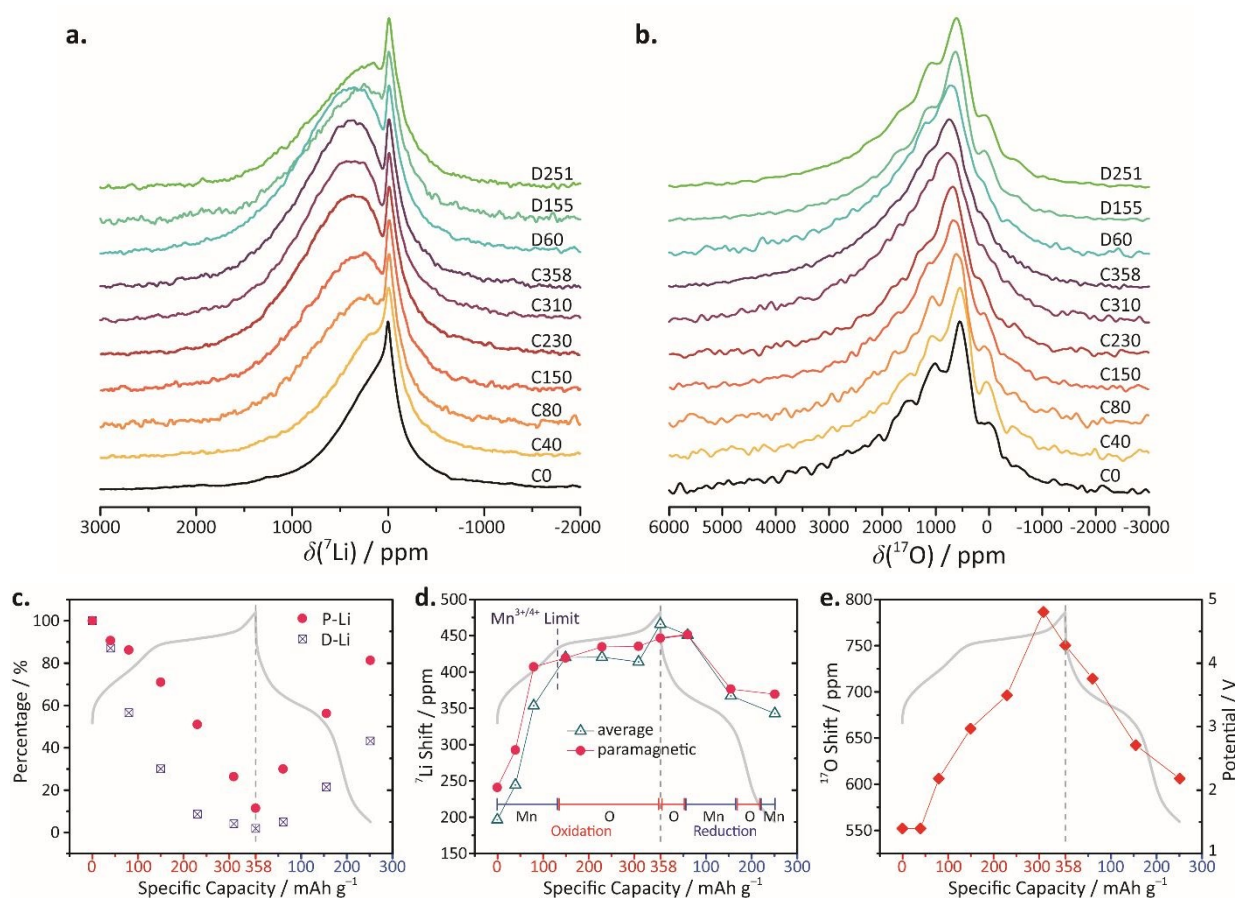 a.
D251
D155
D60
C358
C310
C230
C150
C80
C40
C0
3000 2000 1000 0 -1000 -2000
δ(⁷Li) / ppm
b.
D251
D155
D60
C358
C310
C230
C150
C80
C40
C0
6000 5000 4000 3000 2000 1000 0 -1000 -2000 -3000
δ(¹⁷O) / ppm
c.
P-Li
D-Li
100
80
60
40
20
0
Percentage / %
0 100 200 300 358 100 200 300
Specific Capacity / mAh g⁻¹
d.
Mn³⁺/⁴⁺ Limit
average
paramagnetic
Mn O O Mn O Mn
Oxidation Reduction
500
450
400
350
300
250
200
150
⁷Li Shift / ppm
0 100 200 300 358 100 200 300
Specific Capacity / mAh g⁻¹
e.
800
750
700
650
600
550
¹⁷O Shift / ppm
5
4
3
2
1
Potential / V
0 100 200 300 358 100 200 300
Specific Capacity / mAh g⁻¹